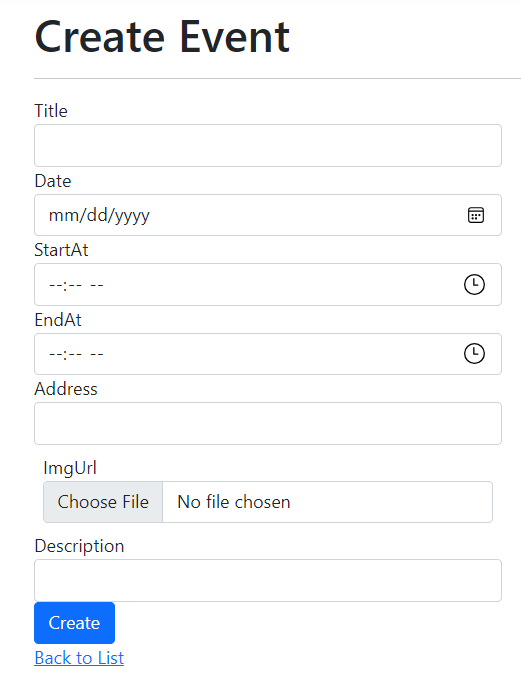 Create Event
Title
Date
mm/dd/yyyy
StartAt
--:-- --
EndAt
--:-- --
Address
ImgUrl
Choose File No file chosen
Description
Create
Back to List